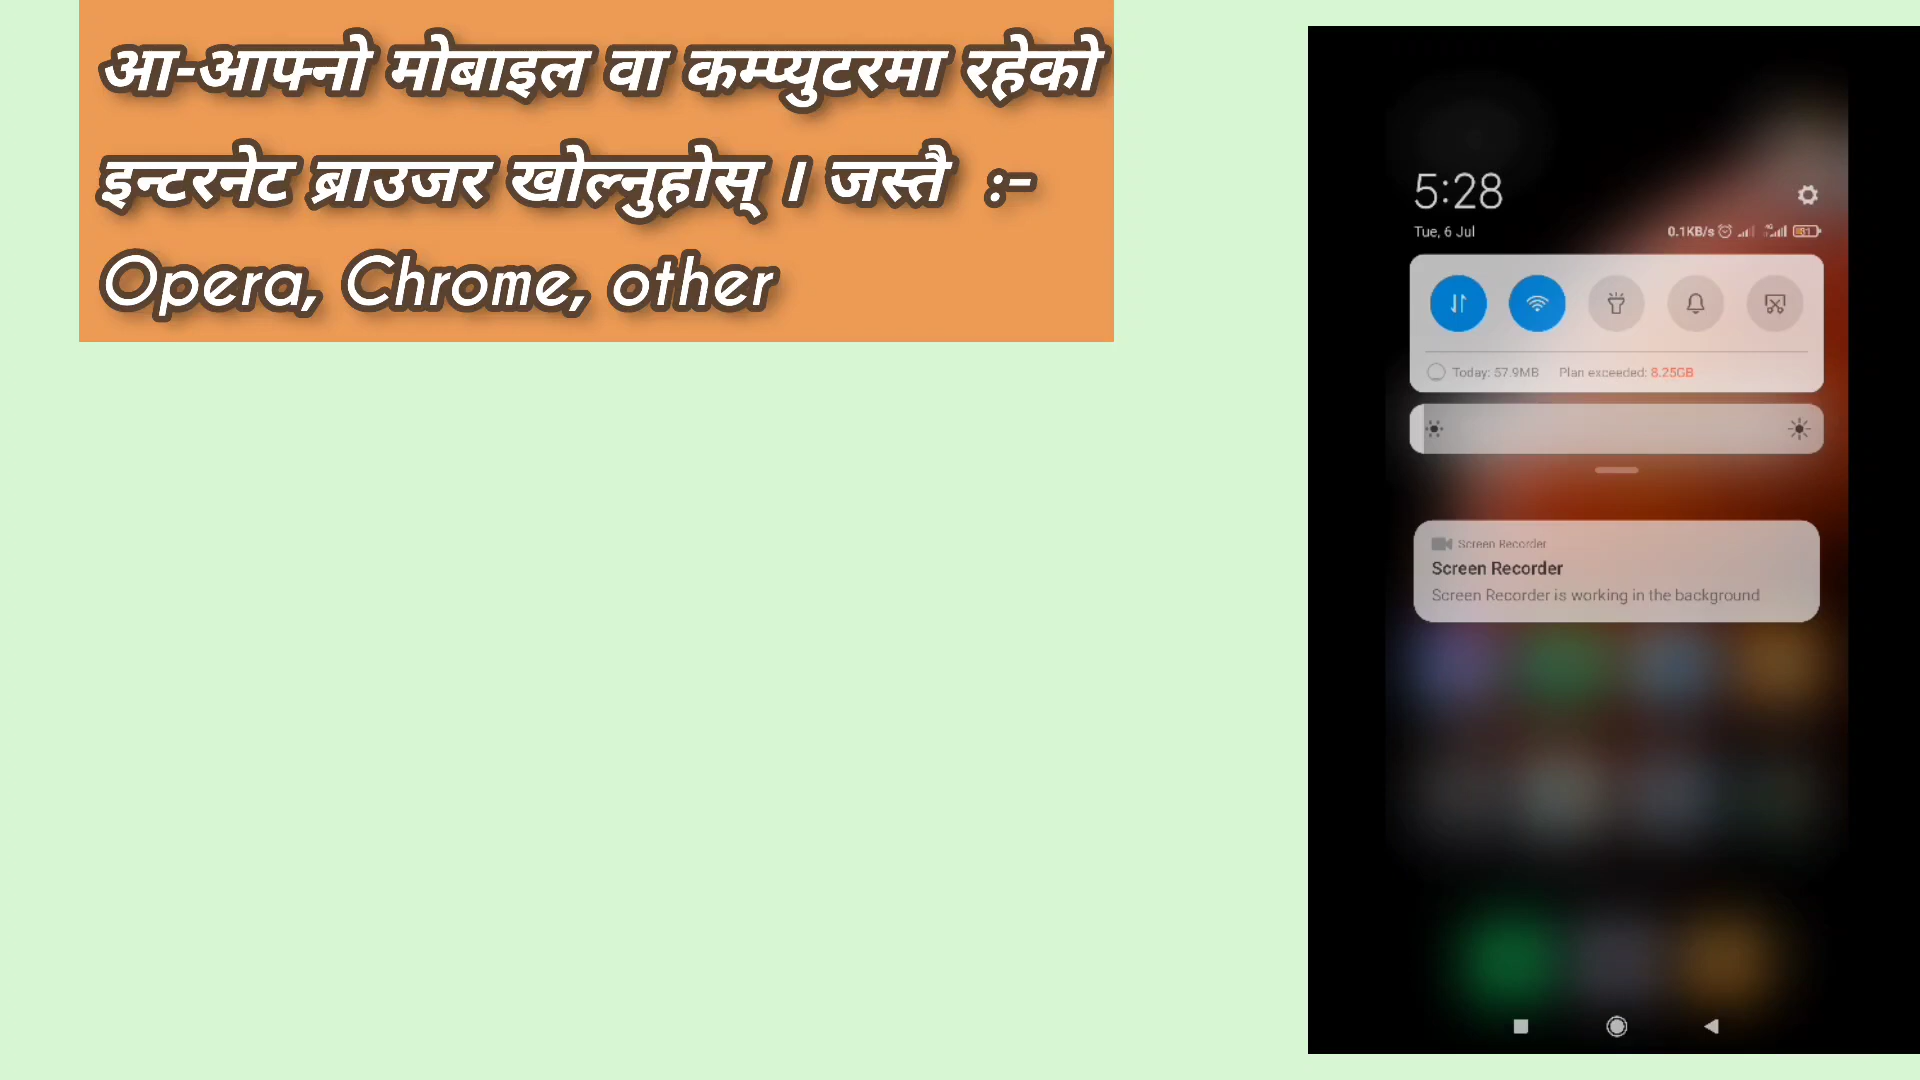 आ-आफ्नो मोबाइल वा कम्प्युटरमा रहेको
इन्टरनेट ब्राउजर खोल्नुहोस् । जस्तै :-
Opera, Chrome, other
5:28
Tue, 6 Jul
0.1KB/s
Today: 57.9MB Plan exceeded: 8.25GB
Screen Recorder
Screen Recorder
Screen Recorder is working in the background